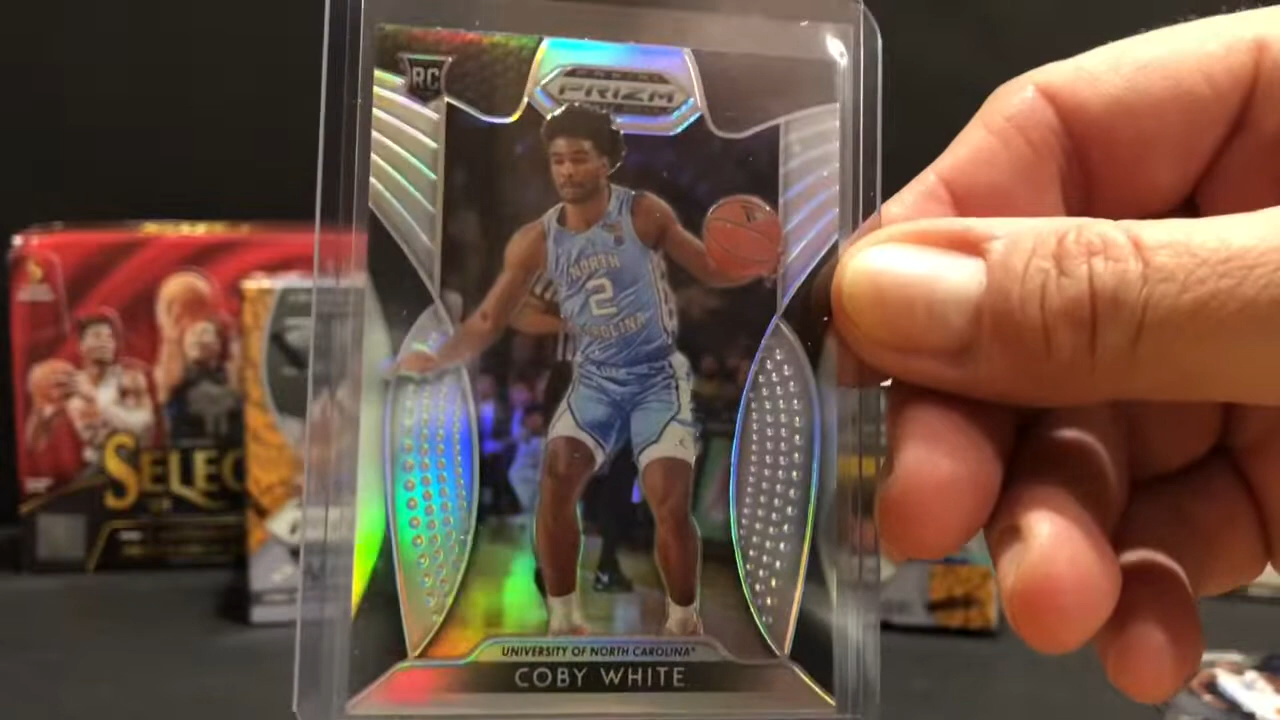 RC
PANINI
PRIZM
NORTH
2
CAROLINA
UNIVERSITY OF NORTH CAROLINA
COBY WHITE
SELEC